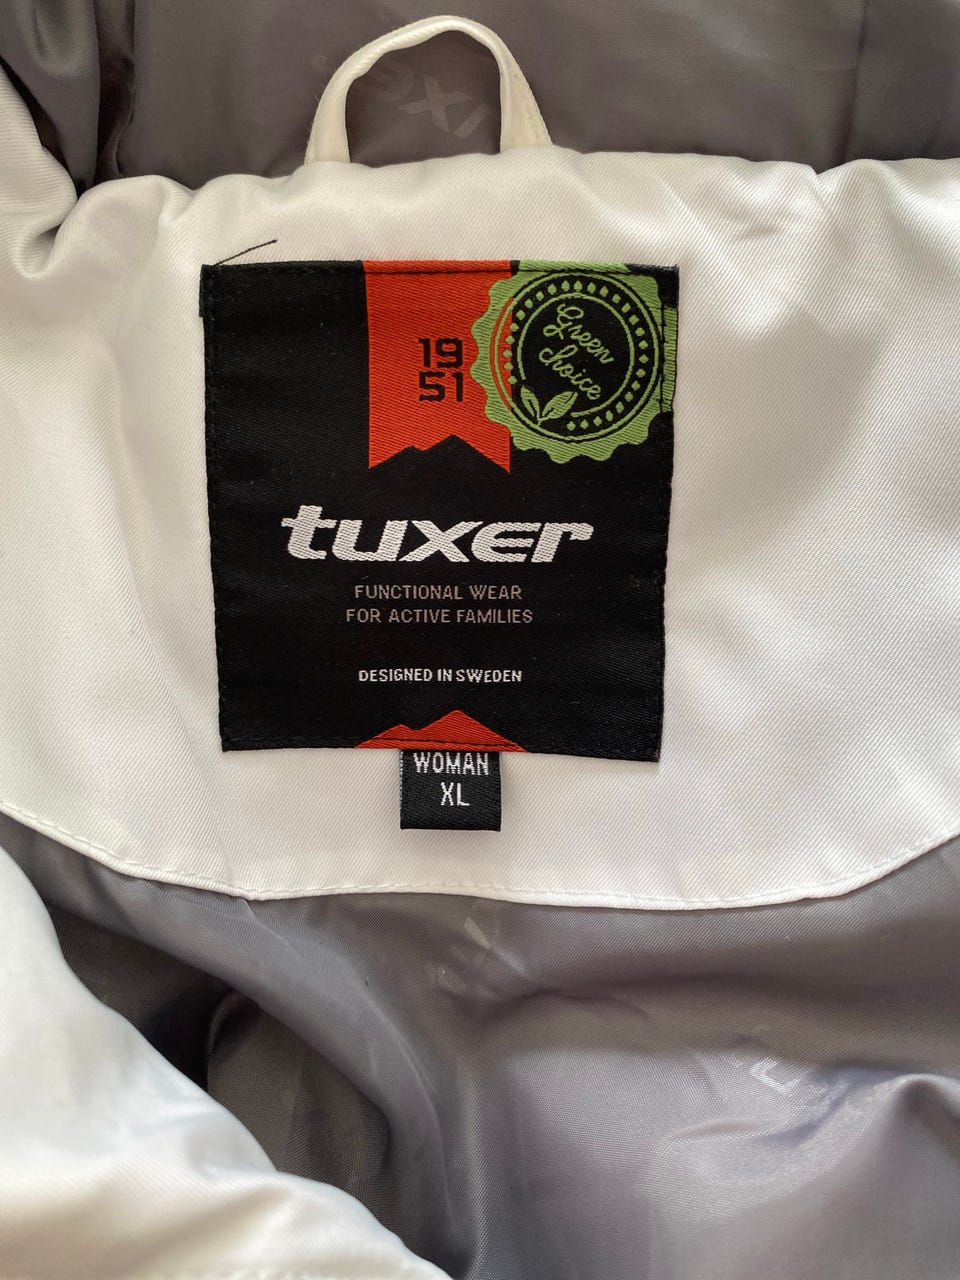 19
51
Green
choice
tuxer
FUNCTIONAL WEAR
FOR ACTIVE FAMILIES
DESIGNED IN SWEDEN
WOMAN
XL